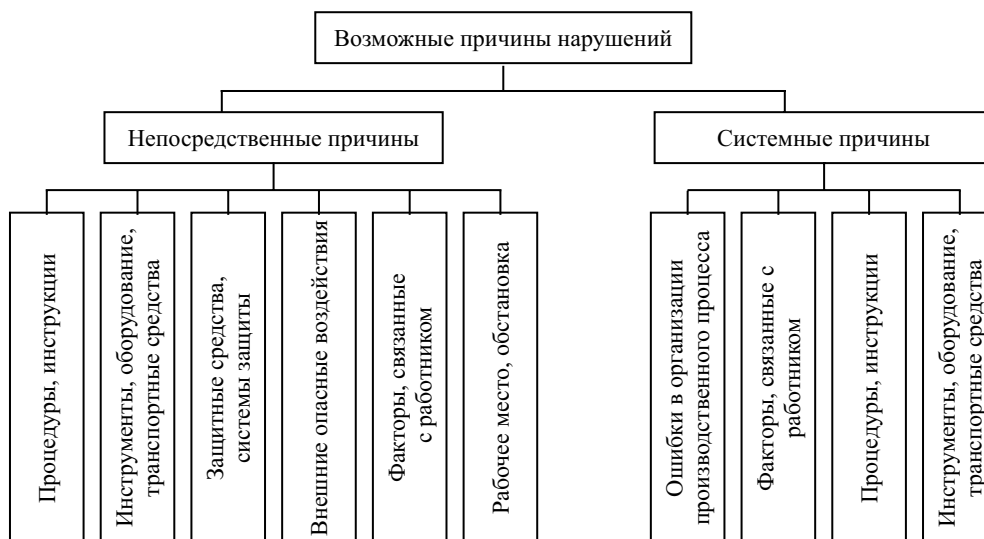 Возможные причины нарушений
Непосредственные причины
Системные причины
Процедуры, инструкции
Инструменты, оборудование,
транспортные средства
Защитные средства,
системы защиты
Внешние опасные воздействия
Факторы, связанные
с работником
Рабочее место, обстановка
Ошибки в организации
производственного процесса
Факторы, связанные с
работником
Процедуры, инструкции
Инструменты, оборудование,
транспортные средства